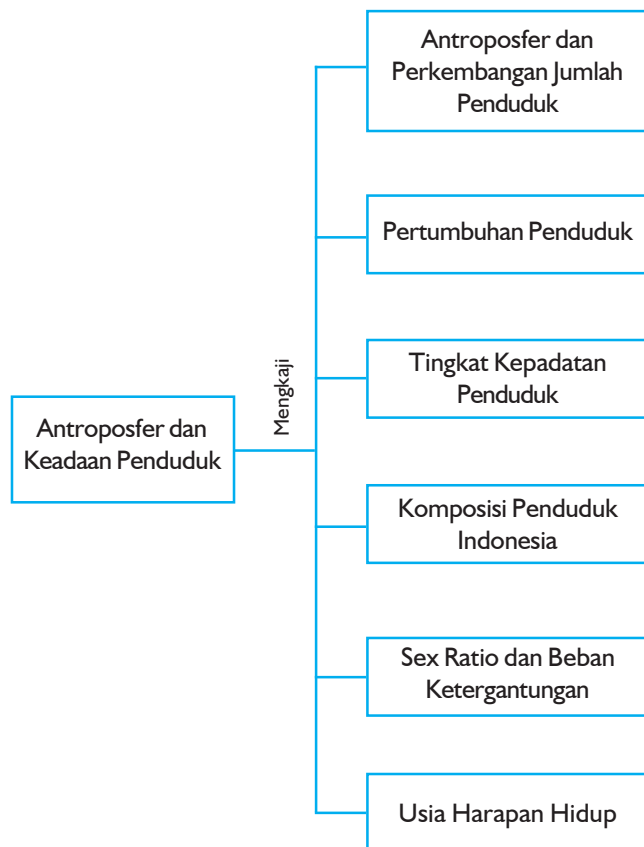 Antroposfer dan
Perkembangan Jumlah
Penduduk
Pertumbuhan Penduduk
Tingkat Kepadatan
Penduduk
Mengkaji
Antroposfer dan
Keadaan Penduduk
Komposisi Penduduk
Indonesia
Sex Ratio dan Beban
Ketergantungan
Usia Harapan Hidup